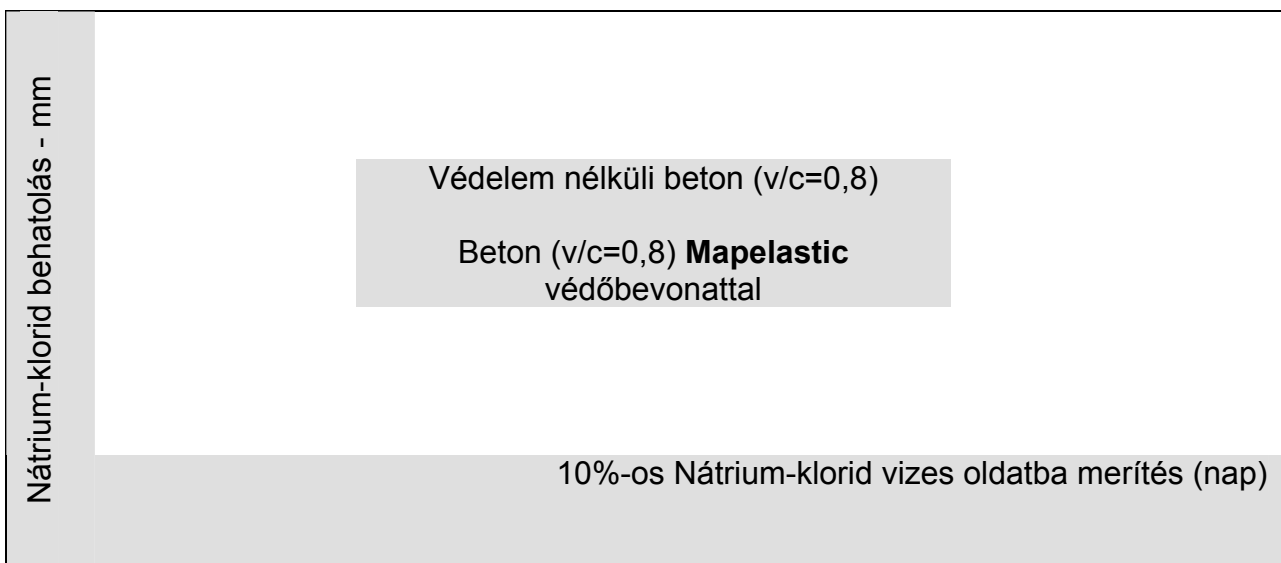 Nátrium-klorid behatolás - mm
Védelem nélküli beton (v/c=0,8)
Beton (v/c=0,8) Mapelastic
védőbevonattal
10%-os Nátrium-klorid vizes oldatba merítés (nap)